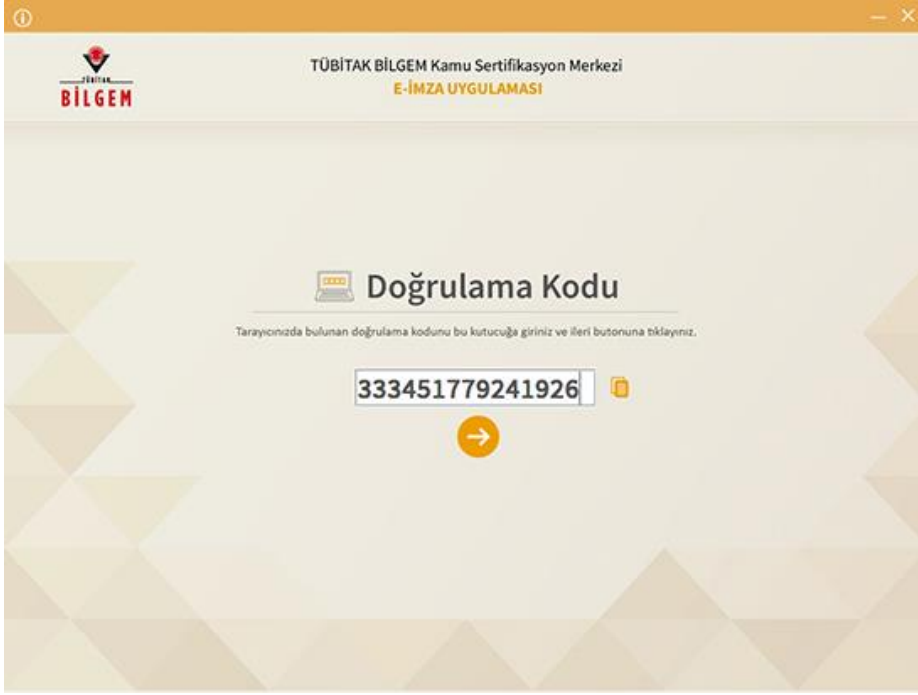 TÜBİTAK
BİLGEM
TÜBİTAK BİLGEM Kamu Sertifikasyon Merkezi
E-İMZA UYGULAMASI
Doğrulama Kodu
Tarayıcınızda bulunan doğrulama kodunu bu kutucuğa giriniz ve ileri butonuna tıklayınız.
333451779241926